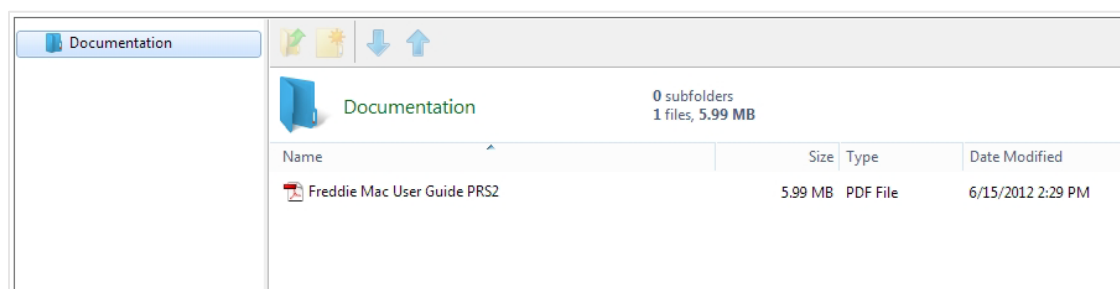 Documentation
Documentation
0 subfolders
1 files, 5.99 MB
Name Size Type Date Modified
Freddie Mac User Guide PRS2 5.99 MB PDF File 6/15/2012 2:29 PM